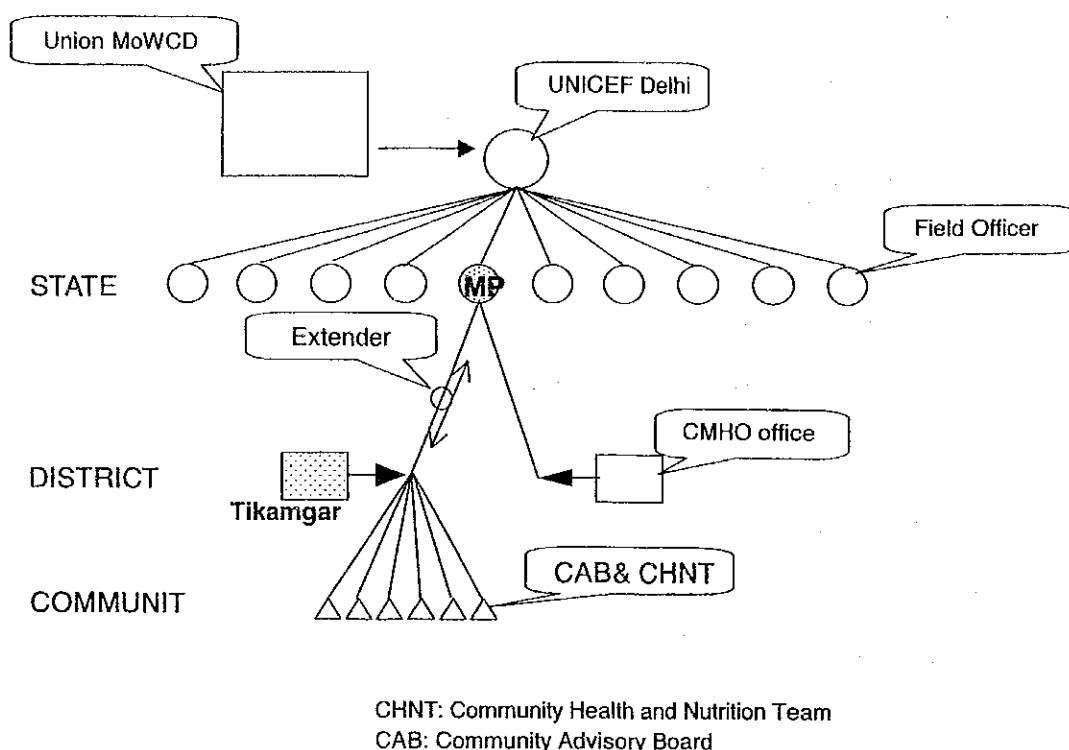 Union MoWCD
UNICEF Delhi
Field Officer
STATE
MP
Extender
CMHO office
DISTRICT
Tikamgar
CAB& CHNT
COMMUNIT
CHNT: Community Health and Nutrition Team
CAB: Community Advisory Board